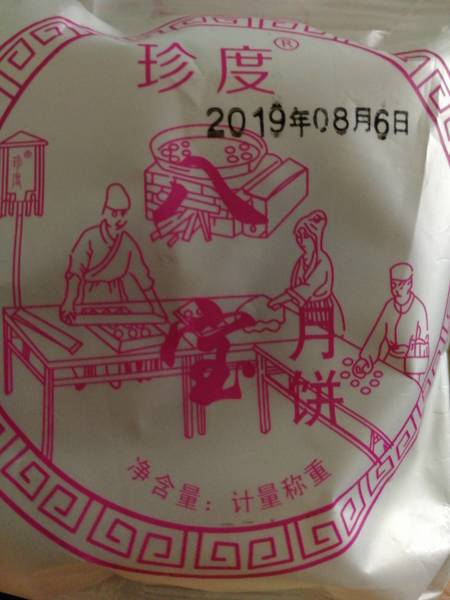 珍度®
2019年08月6日
珍度
八宝
月饼
净含量：计量称重